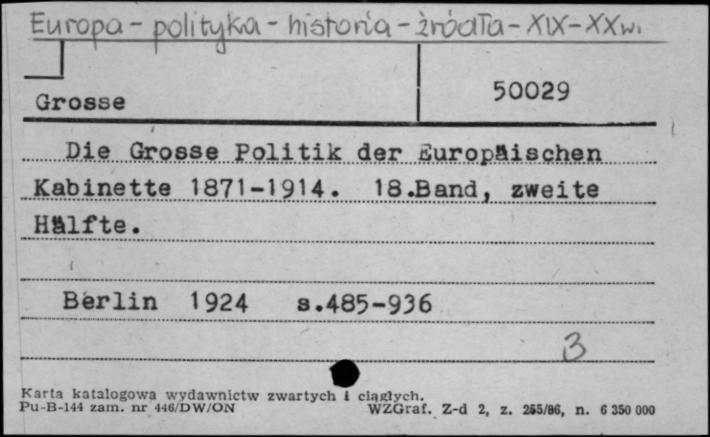 Europa - polityka - historia - źródła - XIX - XX w.
50029
Grosse
Die Grosse Politik der Europäischen
Kabinette 1871-1914. 18.Band, zweite
Hälfte.
Berlin 1924 s.485-936
3
Karta katalogowa wydawnictw zwartych i ciągłych.
Pu-B-144 zam. nr 446/DW/ON WZGraf. Z-d 2, z. 255/86, n. 6 350 000